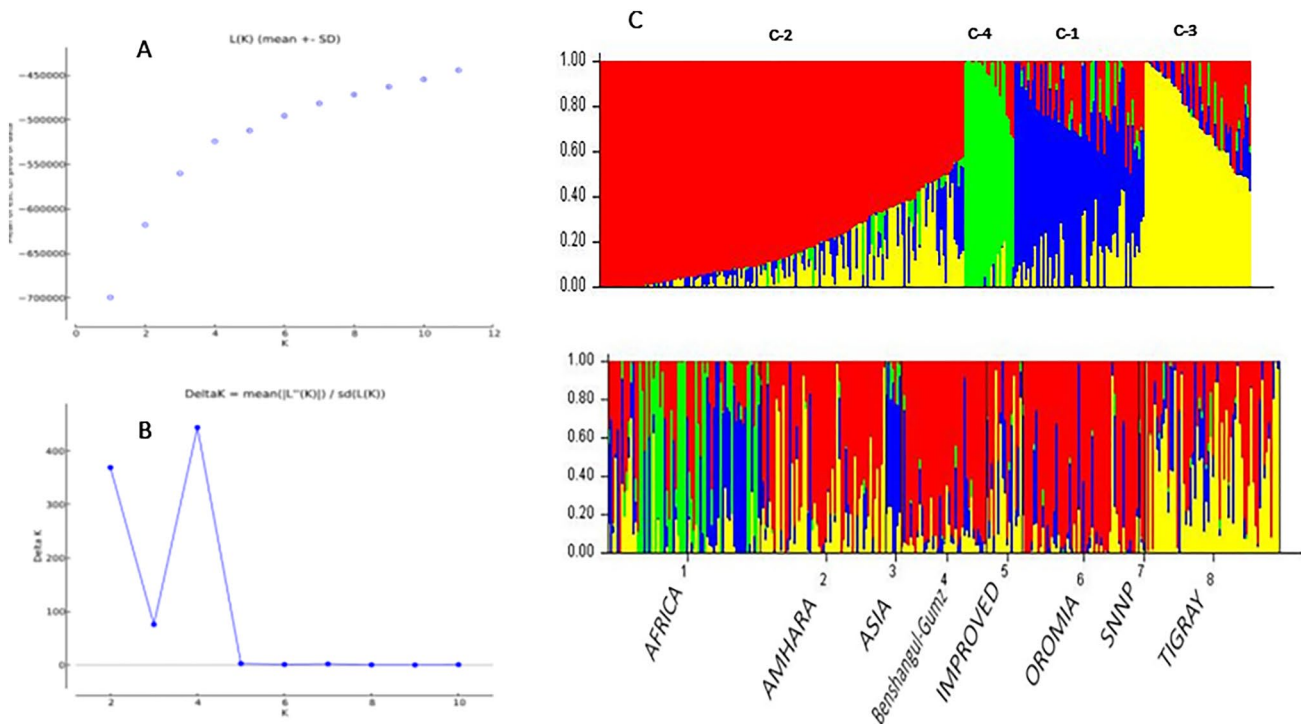 A
L(K) (mean +- SD)
−450000
−500000
−550000
−600000
−650000
−700000
0 2 4 6 8 10 12
K
B
DeltaK = mean(|L"(K)|) / sd(L(K))
Delta K
400
300
200
100
0
2 4 6 8 10
K
C
C-2 C-4 C-1 C-3
1.00
0.80
0.60
0.40
0.20
0.00
1.00
0.80
0.60
0.40
0.20
0.00
1 2 3 4 5 6 7 8
AFRICA
AMHARA
ASIA
Benshangul-Gumz
IMPROVED
OROMIA
SNNP
TIGRAY